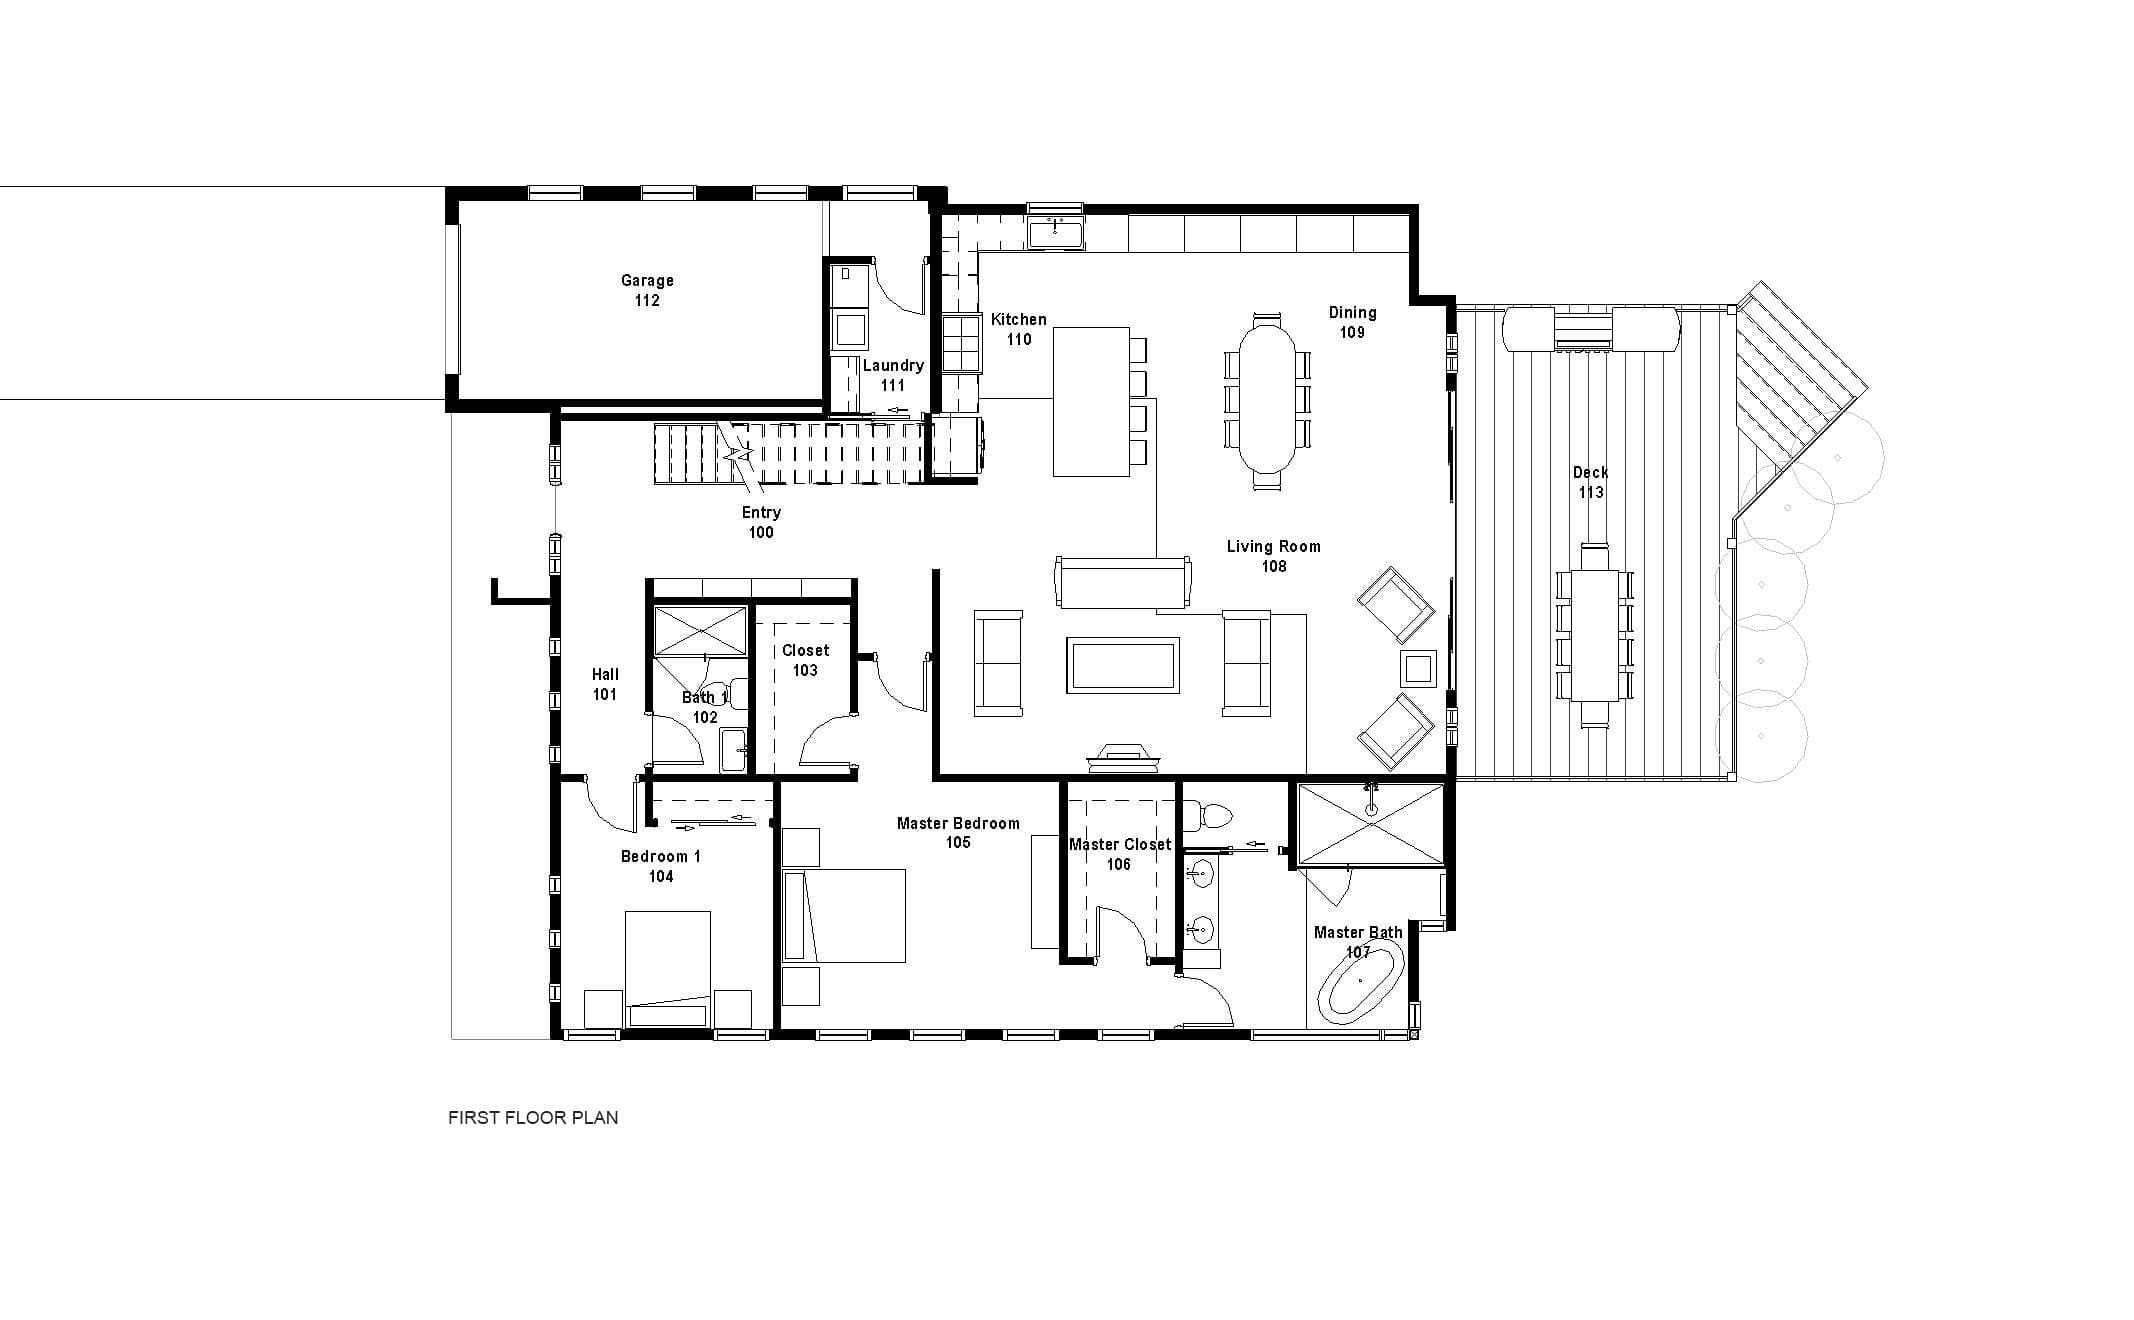 Garage
112
Kitchen
110
Dining
109
Laundry
111
Deck
113
Entry
100
Living Room
108
Closet
103
Hall
101
Bath 1
102
Master Bedroom
105
Master Closet
106
Bedroom 1
104
Master Bath
107
FIRST FLOOR PLAN